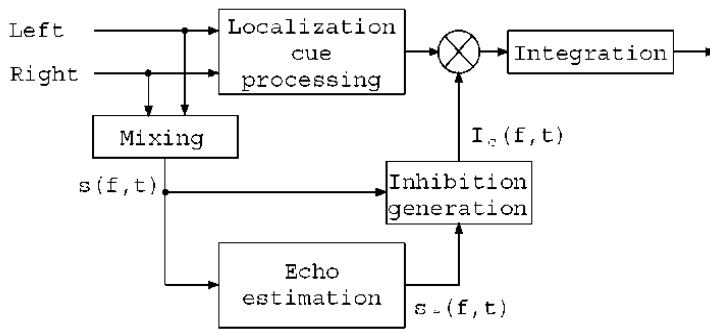 Left
Right
Localization
cue
processing
Integration
Mixing
I (f,t)
s(f,t)
Inhibition
generation
Echo
estimation
s (f,t)